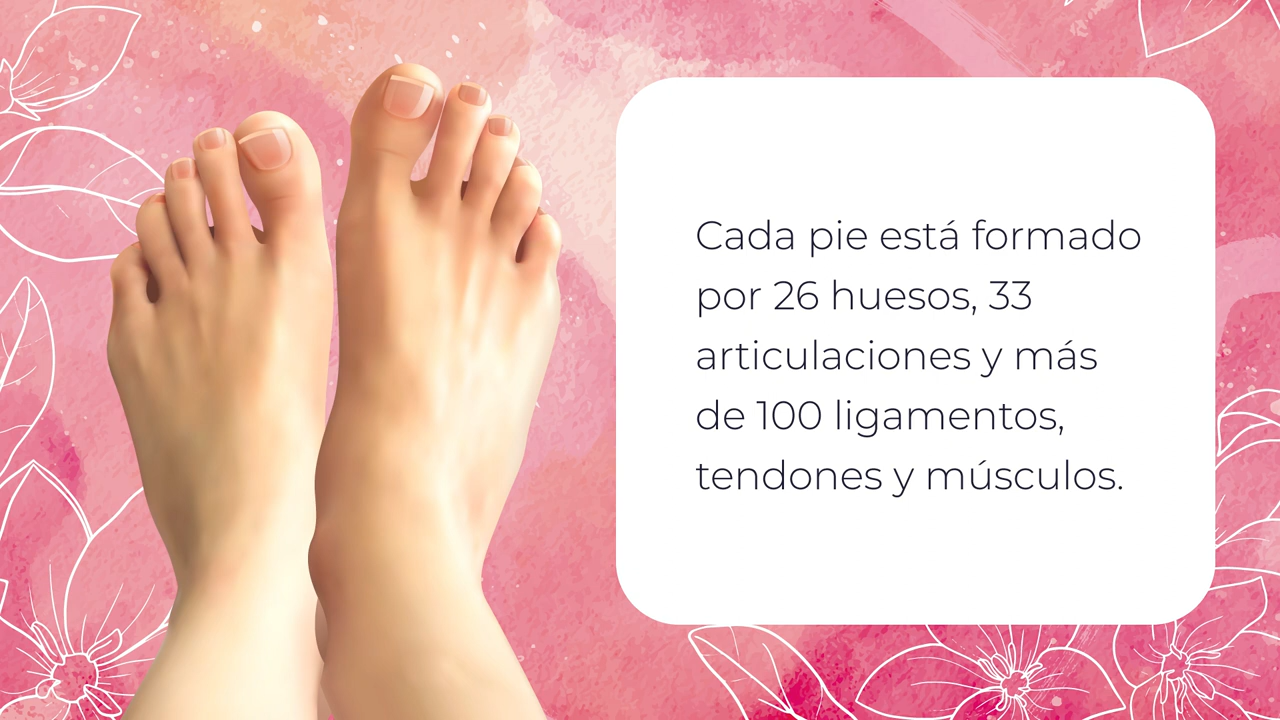 Cada pie está formado
por 26 huesos, 33
articulaciones y más
de 100 ligamentos,
tendones y músculos.